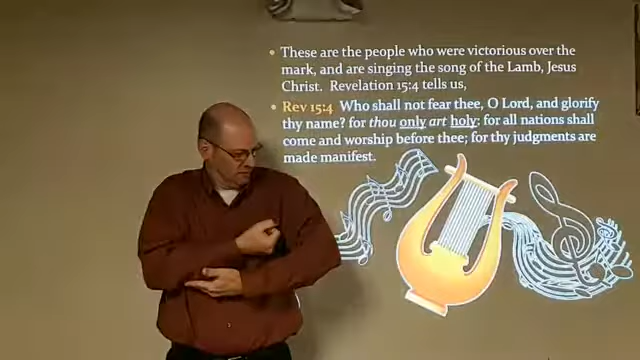 • These are the people who were victorious over the
mark, and are singing the song of the Lamb, Jesus
Christ. Revelation 15:4 tells us,
• Rev 15:4 Who shall not fear thee, O Lord, and glorify
thy name? for thou only art holy: for all nations shall
come and worship before thee; for thy judgments are
made manifest.